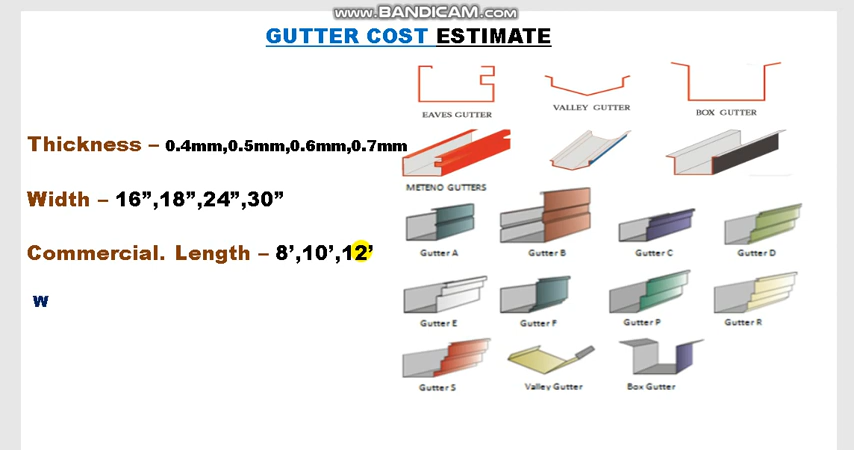 www.BANDICAM.com
GUTTER COST ESTIMATE
EAVES GUTTER
VALLEY GUTTER
BOX GUTTER
Thickness – 0.4mm,0.5mm,0.6mm,0.7mm
METENO GUTTERS
Width – 16”,18”,24”,30”
Gutter A
Gutter B
Gutter C
Gutter D
Commercial. Length – 8’,10’,12’
W
Gutter E
Gutter F
Gutter P
Gutter R
Gutter S
Valley Gutter
Box Gutter